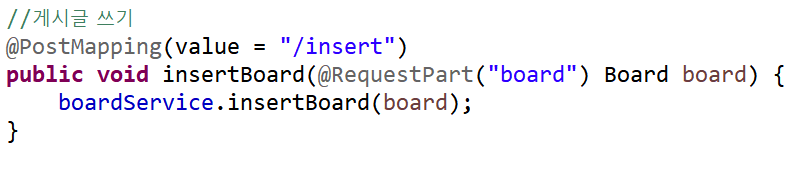 //게시글 쓰기
@PostMapping(value = "/insert")
public void insertBoard(@RequestPart("board") Board board) {
    boardService.insertBoard(board);
}